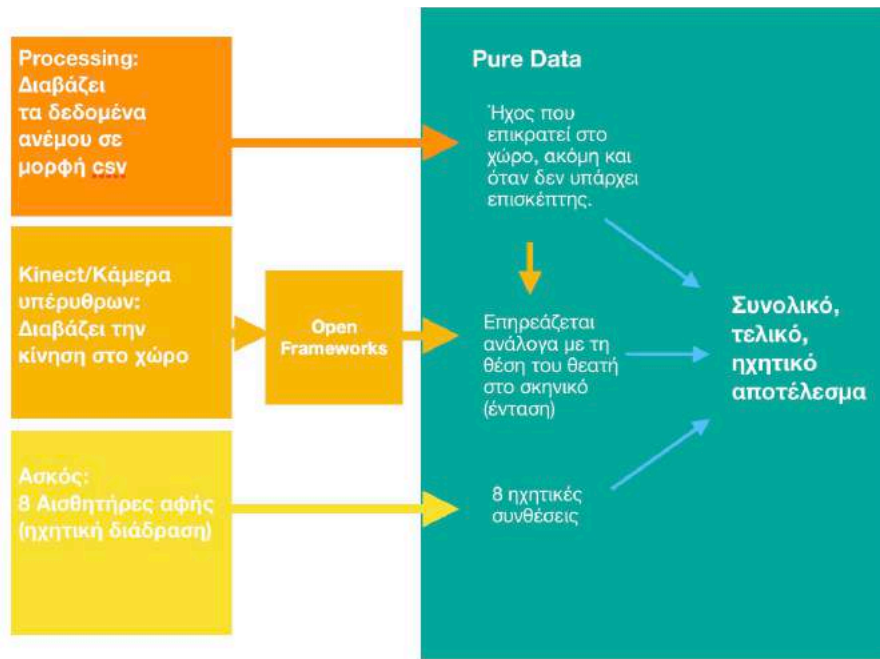 Processing:
Διαβάζει
τα δεδομένα
ανέμου σε
μορφή csv
Kinect/Κάμερα
υπέρυθρων:
Διαβάζει την
κίνηση στο χώρο
Open
Frameworks
Ασκός:
8 Αισθητήρες αφής
(ηχητική διάδραση)
Pure Data
Ήχος που
επικρατεί στο
χώρο, ακόμη και
όταν δεν υπάρχει
επισκέπτης.
Επηρεάζεται
ανάλογα με τη
θέση του θεατή
στο σκηνικό
(ένταση)
8 ηχητικές
συνθέσεις
Συνολικό,
τελικό,
ηχητικό
αποτέλεσμα